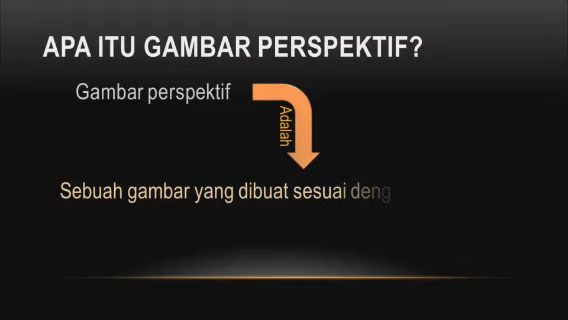 APA ITU GAMBAR PERSPEKTIF?
Gambar perspektif
Adalah
Sebuah gambar yang dibuat sesuai deng